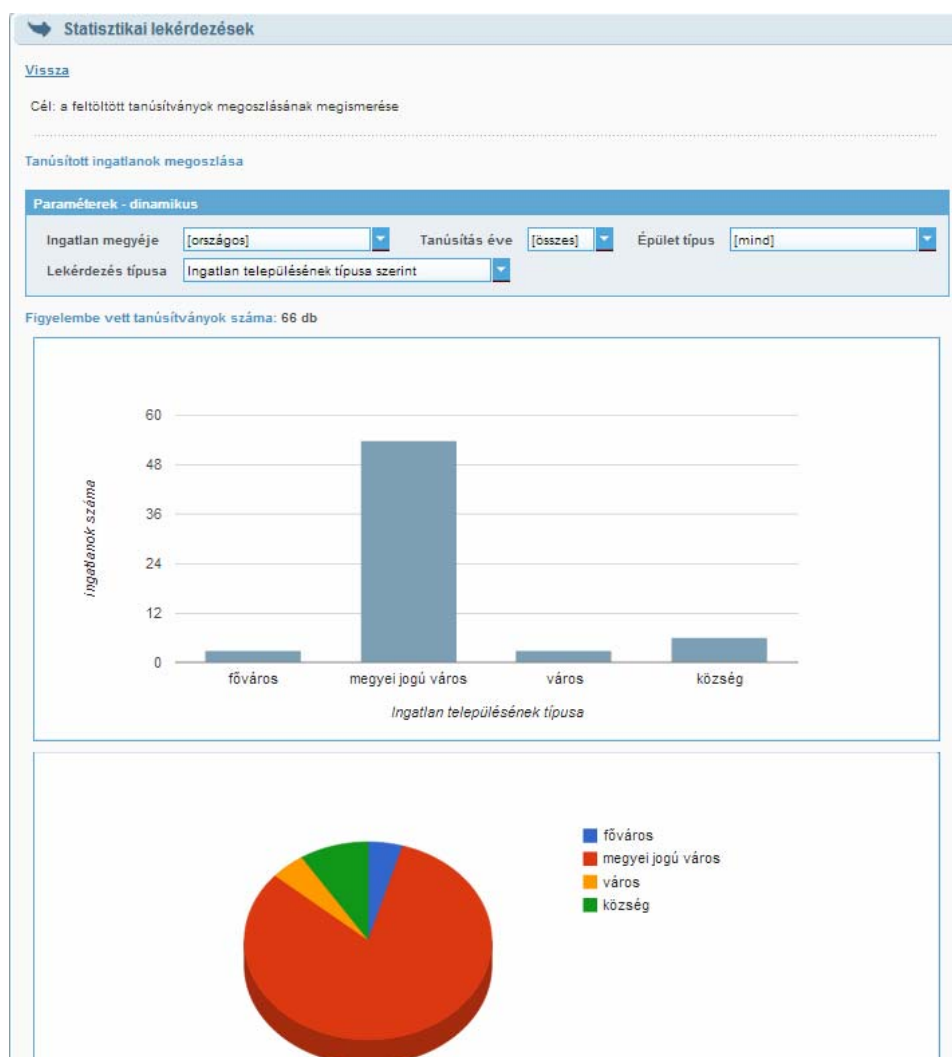 Statisztikai lekérdezések
Vissza
Cél: a feltöltött tanúsítványok megoszlásának megismerése
Tanúsított ingatlanok megoszlása
Paraméterek - dinamikus
Ingatlan megyéje [országos] Tanúsítás éve [összes] Épület típus [mind]
Lekérdezés típusa Ingatlan településének típusa szerint
Figyelembe vett tanúsítványok száma: 66 db
60
48
36
24
12
0
ingatlanok száma
főváros megyei jogú város város község
Ingatlan településének típusa
főváros
megyei jogú város
város
község